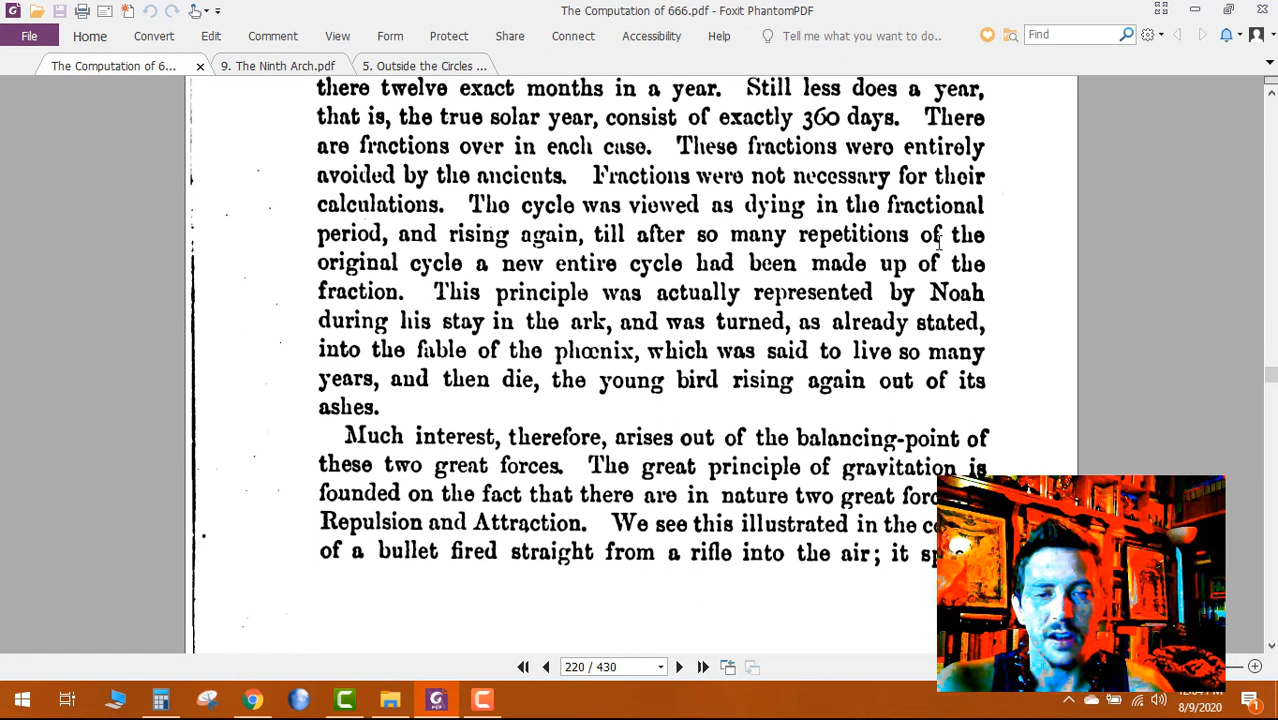 The Computation of 666.pdf - Foxit PhantomPDF
File Home Convert Edit Comment View Form Protect Share Connect Accessibility Help Tell me what you want to do.. Find
The Computation of 6... 9. The Ninth Arch.pdf 5. Outside the Circles ...
there twelve exact months in a year. Still less does a year,
that is, the true solar year, consist of exactly 360 days. There
are fractions over in each case. These fractions were entirely
avoided by the ancients. Fractions were not necessary for their
calculations. The cycle was viewed as dying in the fractional
period, and rising again, till after so many repetitions of the
original cycle a new entire cycle had been made up of the
fraction. This principle was actually represented by Noah
during his stay in the ark, and was turned, as already stated,
into the fable of the phœnix, which was said to live so many
years, and then die, the young bird rising again out of its
ashes.
Much interest, therefore, arises out of the balancing-point of
these two great forces. The great principle of gravitation is
founded on the fact that there are in nature two great
Repulsion and Attraction. We see this illustrated in the
of a bullet fired straight from a rifle into the air; it
220 / 430
8/9/2020